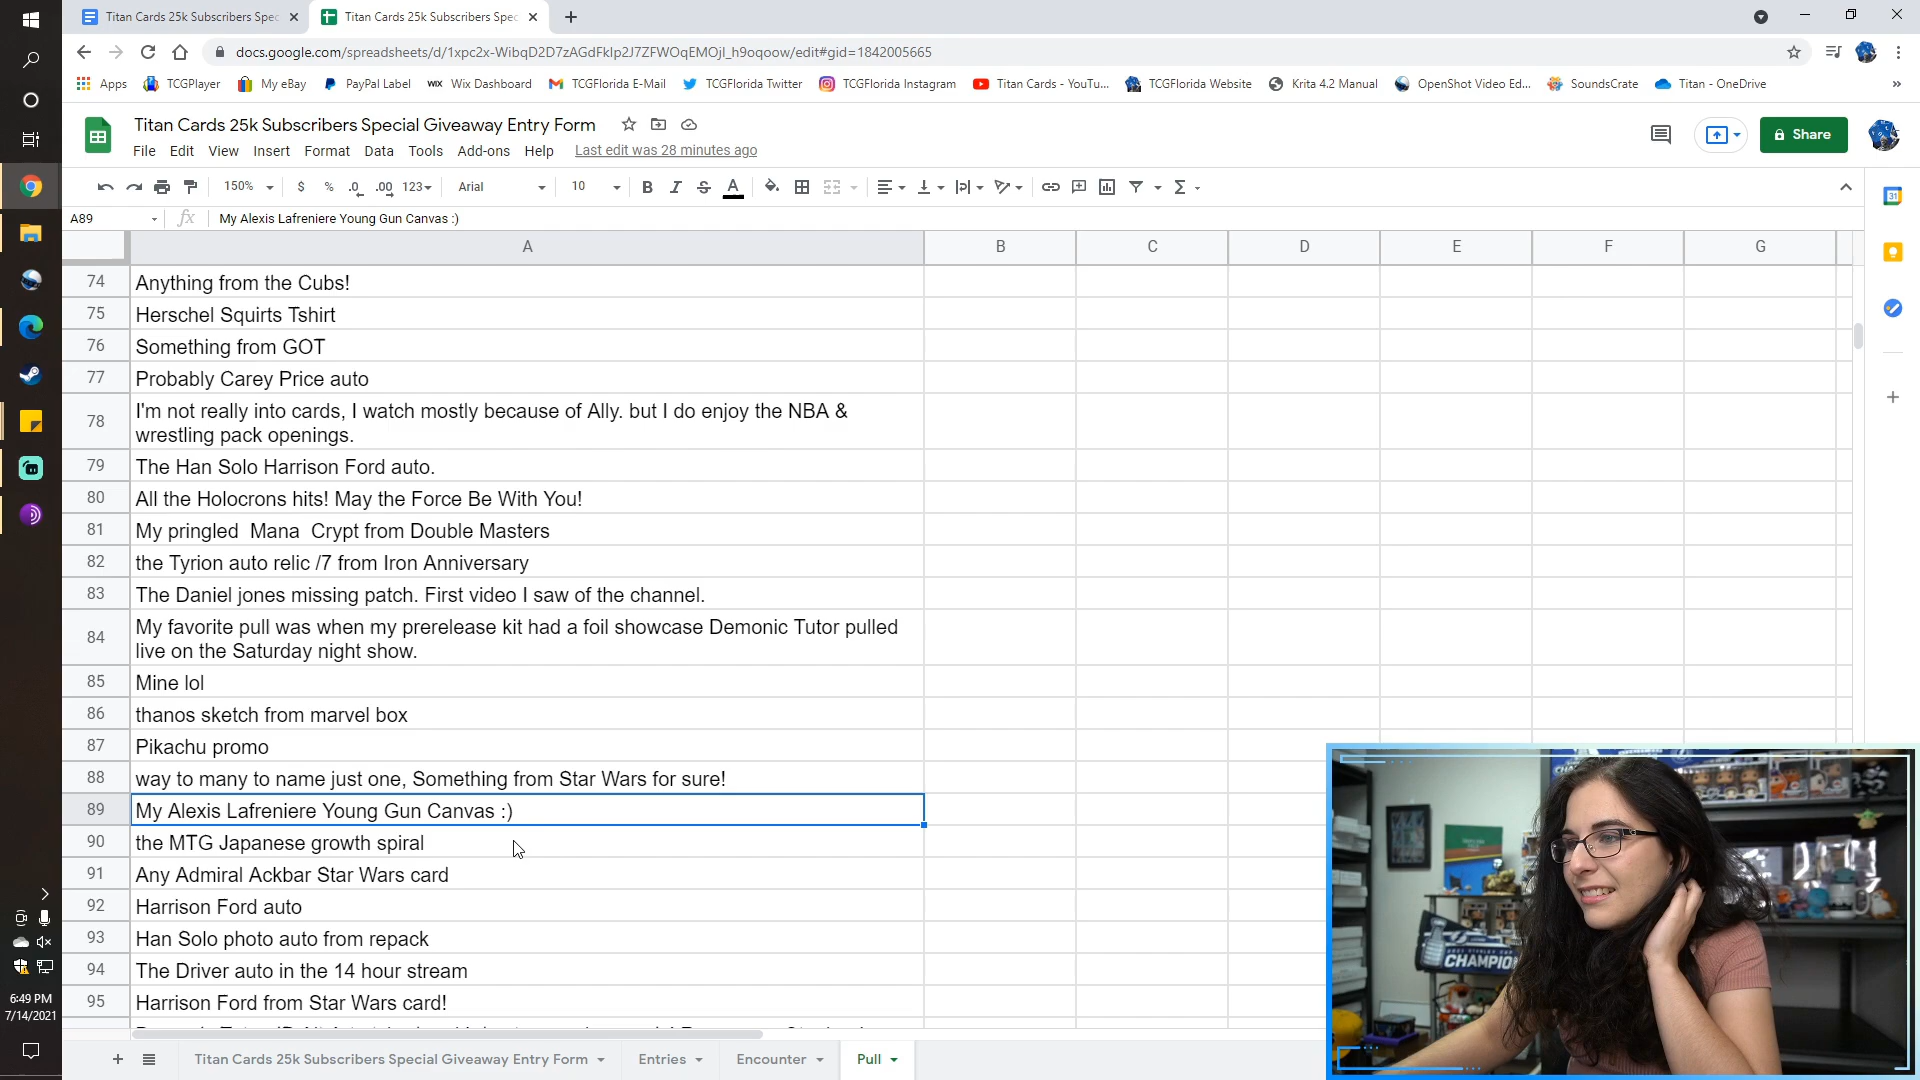 Titan Cards 25k Subscribers Spec
Titan Cards 25k Subscribers Spec
docs.google.com/spreadsheets/d/1xpc2x-WibqD2D7zAGdFklp2J7ZFWOqEMOjI_h9oqoow/edit#gid=1842005665
Apps TCGPlayer My eBay PayPal Label WIX Wix Dashboard TCGFlorida E-Mail TCGFlorida Twitter TCGFlorida Instagram Titan Cards - YouTu... TCGFlorida Website Krita 4.2 Manual OpenShot Video Ed... SoundsCrate Titan - OneDrive »
Titan Cards 25k Subscribers Special Giveaway Entry Form
Share
File Edit View Insert Format Data Tools Add-ons Help Last edit was 28 minutes ago
150% $ % .0 .00 123 Arial 10 B I S A
31
A89 fx My Alexis Lafreniere Young Gun Canvas :)
A B C D E F G
74 Anything from the Cubs!
75 Herschel Squirts Tshirt
76 Something from GOT
77 Probably Carey Price auto
78 I'm not really into cards, I watch mostly because of Ally. but I do enjoy the NBA &
wrestling pack openings.
79 The Han Solo Harrison Ford auto.
80 All the Holocrons hits! May the Force Be With You!
81 My pringled  Mana  Crypt from Double Masters
82 the Tyrion auto relic /7 from Iron Anniversary
83 The Daniel jones missing patch. First video I saw of the channel.
84 My favorite pull was when my prerelease kit had a foil showcase Demonic Tutor pulled
live on the Saturday night show.
85 Mine lol
86 thanos sketch from marvel box
87 Pikachu promo
88 way to many to name just one, Something from Star Wars for sure!
89 My Alexis Lafreniere Young Gun Canvas :)
90 the MTG Japanese growth spiral
91 Any Admiral Ackbar Star Wars card
92 Harrison Ford auto
93 Han Solo photo auto from repack
94 The Driver auto in the 14 hour stream
95 Harrison Ford from Star Wars card!
CHAMPIO
6:49 PM
7/14/2021
Titan Cards 25k Subscribers Special Giveaway Entry Form Entries Encounter Pull